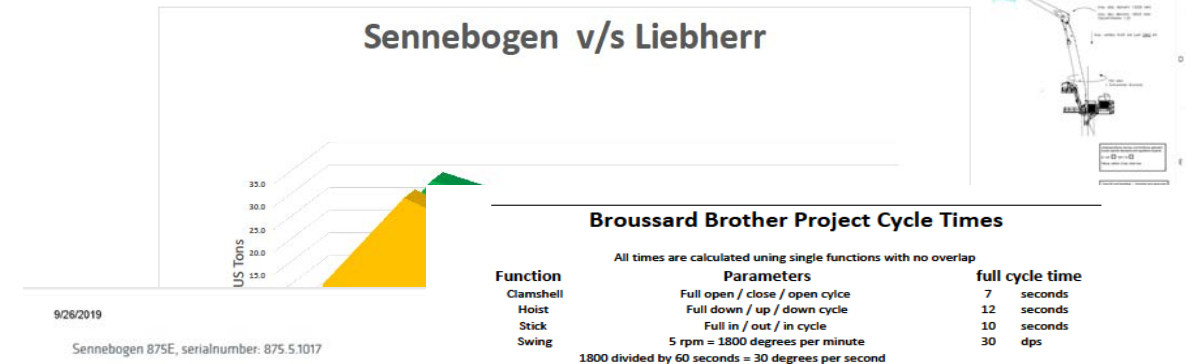 Sennebogen v/s Liebherr
35.0
30.0
25.0
20.0
15.0
US Tons
9/26/2019
Sennebogen 875E, serialnumber: 875.5.1017
Broussard Brother Project Cycle Times
All times are calculated uning single functions with no overlap
Function Parameters full cycle time
Clamshell Full open / close / open cylce 7 seconds
Hoist Full down / up / down cycle 12 seconds
Stick Full in / out / in cycle 10 seconds
Swing 5 rpm = 1800 degrees per minute 30 dps
1800 divided by 60 seconds = 30 degrees per second